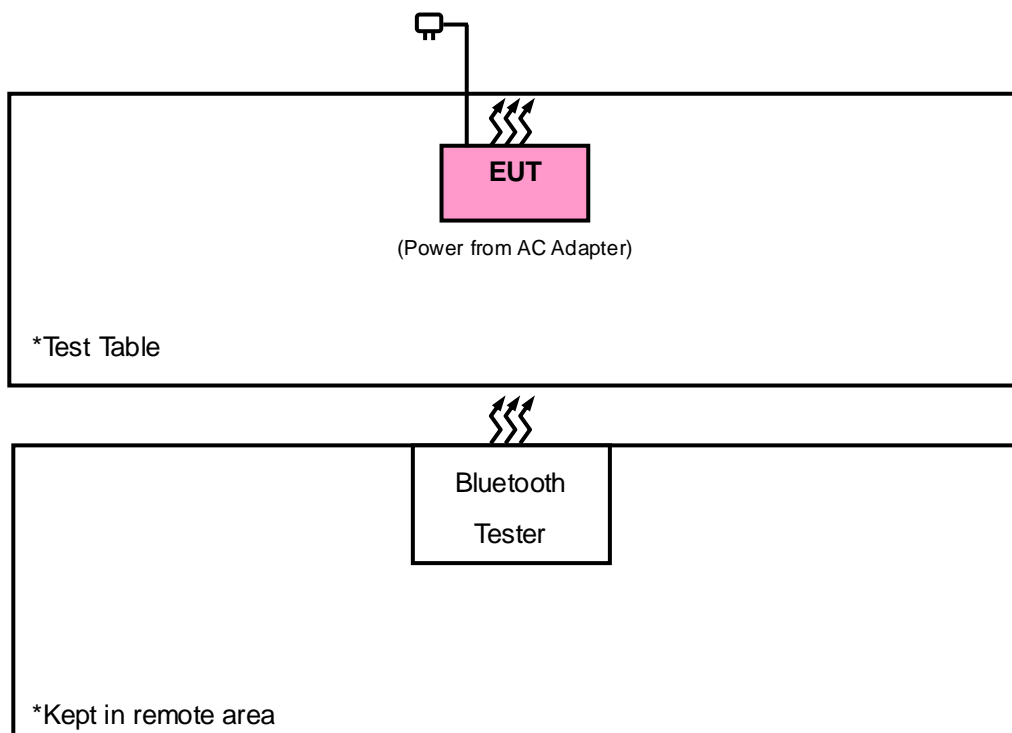 EUT
(Power from AC Adapter)
*Test Table
Bluetooth
Tester
*Kept in remote area